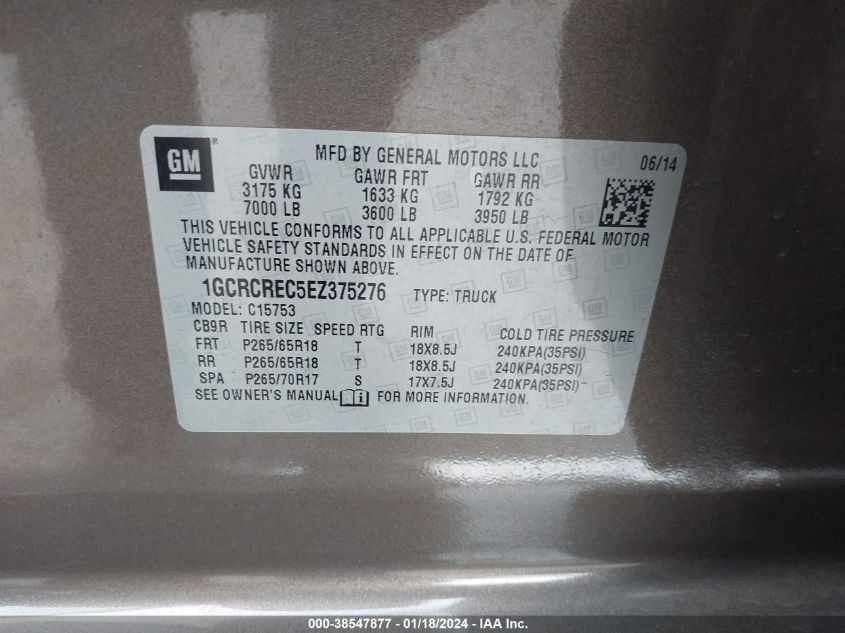 GM ®
MFD BY GENERAL MOTORS LLC 06/14
GVWR GAWR FRT GAWR RR
3175 KG 1633 KG 1792 KG
7000 LB 3600 LB 3950 LB
THIS VEHICLE CONFORMS TO ALL APPLICABLE U.S. FEDERAL MOTOR
VEHICLE SAFETY STANDARDS IN EFFECT ON THE DATE OF
MANUFACTURE SHOWN ABOVE.
1GCRCREC5EZ375276 TYPE: TRUCK
MODEL: C15753
CB9R TIRE SIZE SPEED RTG RIM COLD TIRE PRESSURE
FRT P265/65R18 T 18X8.5J 240KPA(35PSI)
RR P265/65R18 T 18X8.5J 240KPA(35PSI)
SPA P265/70R17 S 17X7.5J 240KPA(35PSI)
SEE OWNER'S MANUAL i FOR MORE INFORMATION.
000-38547877 - 01/18/2024 - IAA Inc.